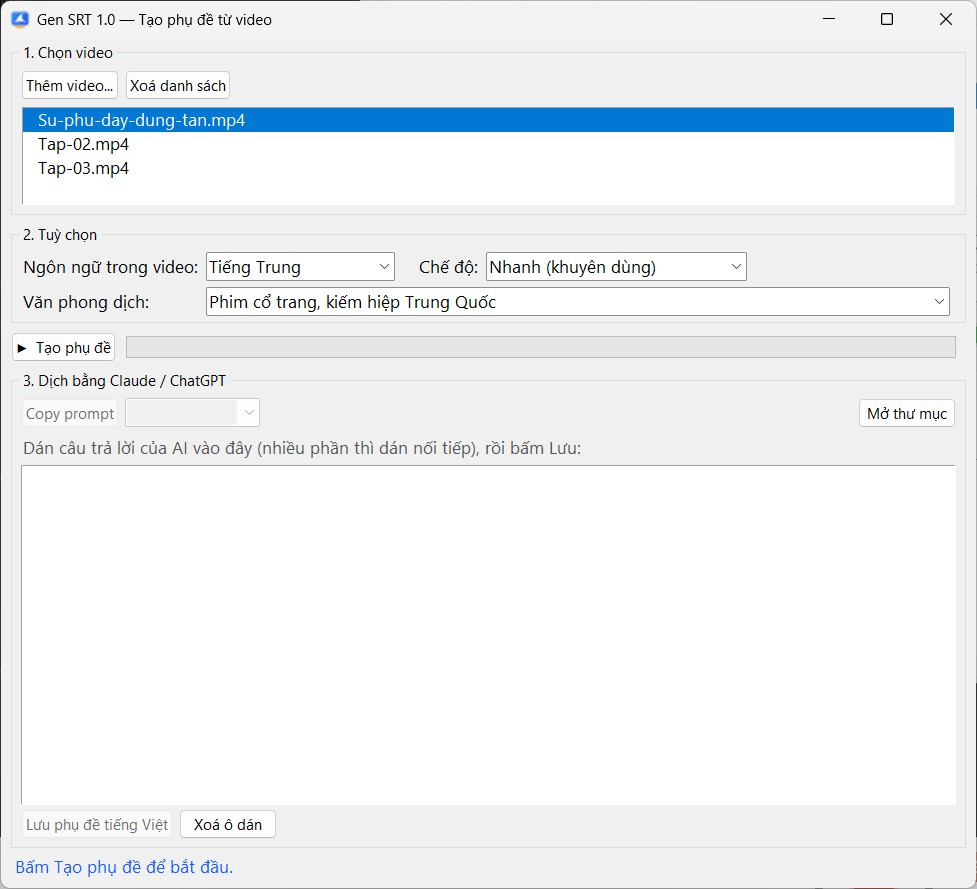 Gen SRT 1.0 — Tạo phụ đề từ video
1. Chọn video
Thêm video... Xoá danh sách
Su-phu-day-dung-tan.mp4
Tap-02.mp4
Tap-03.mp4
2. Tuỳ chọn
Ngôn ngữ trong video: Tiếng Trung Chế độ: Nhanh (khuyên dùng)
Văn phong dịch: Phim cổ trang, kiếm hiệp Trung Quốc
Tạo phụ đề
3. Dịch bằng Claude / ChatGPT
Copy prompt Mở thư mục
Dán câu trả lời của AI vào đây (nhiều phần thì dán nối tiếp), rồi bấm Lưu:
Lưu phụ đề tiếng Việt Xoá ô dán
Bấm Tạo phụ đề để bắt đầu.